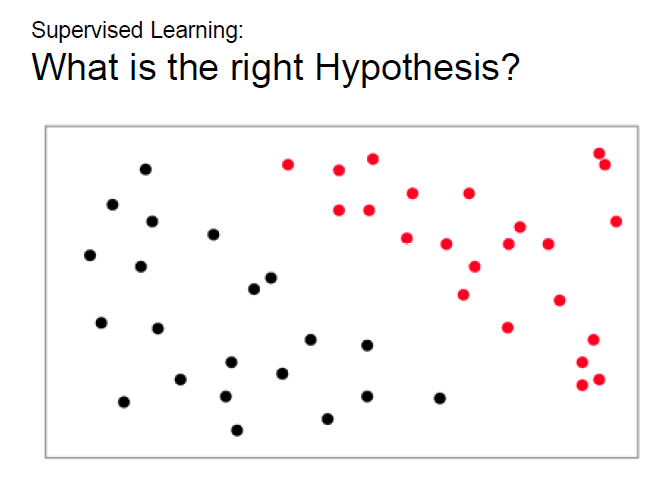 Supervised Learning:
What is the right Hypothesis?